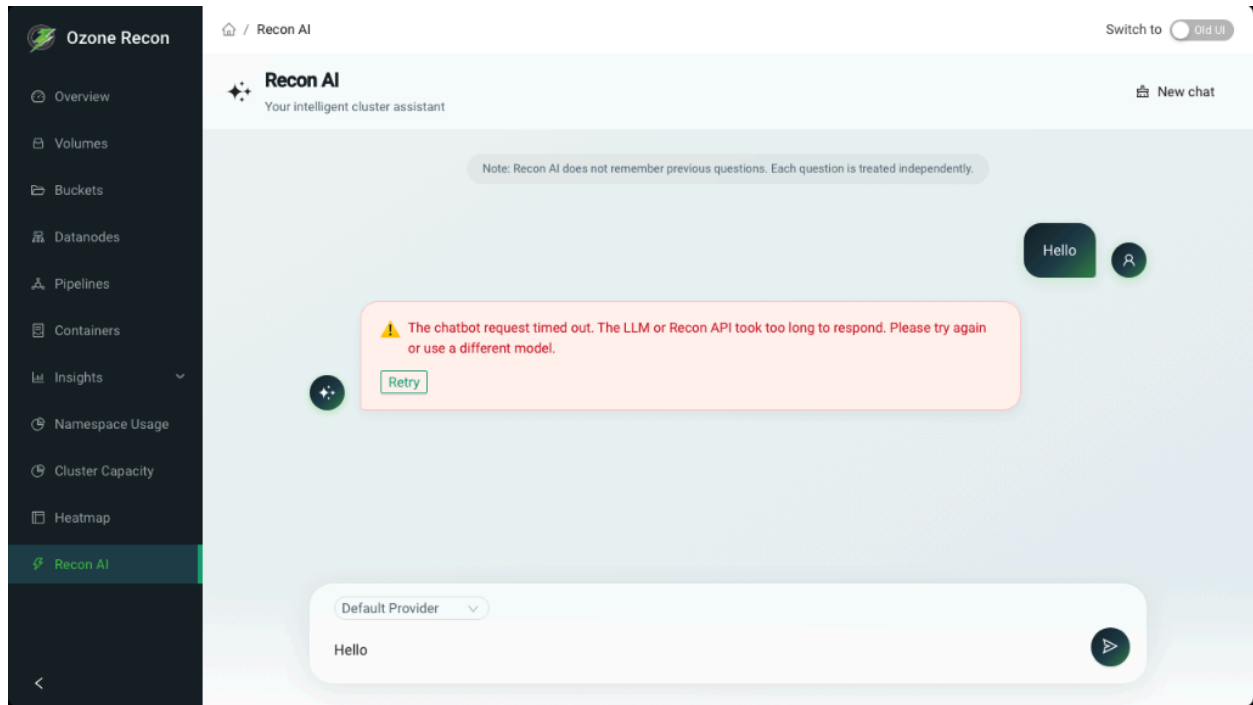 Ozone Recon
Overview
Volumes
Buckets
Datanodes
Pipelines
Containers
Insights
Namespace Usage
Cluster Capacity
Heatmap
Recon AI
/ Recon AI
Switch to Old UI
Recon AI
Your intelligent cluster assistant
New chat
Note: Recon AI does not remember previous questions. Each question is treated independently.
Hello
The chatbot request timed out. The LLM or Recon API took too long to respond. Please try again
or use a different model.
Retry
Default Provider
Hello